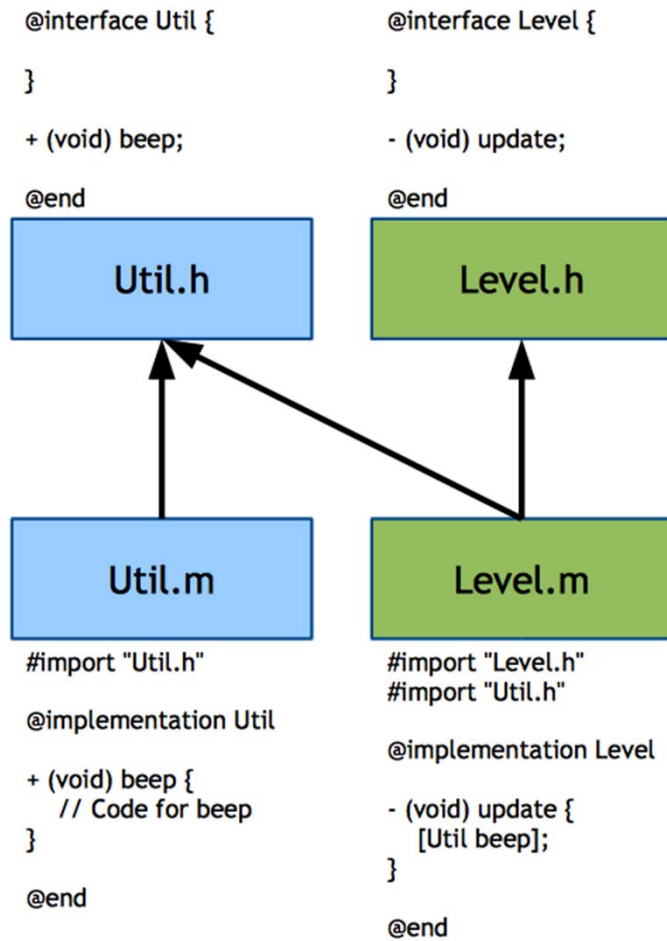 @interface Util {
}
+ (void) beep;
@end
Util.h
@interface Level {
}
- (void) update;
@end
Level.h
Util.m
#import "Util.h"
@implementation Util
+ (void) beep {
// Code for beep
}
@end
Level.m
#import "Level.h"
#import "Util.h"
@implementation Level
- (void) update {
[Util beep];
}
@end